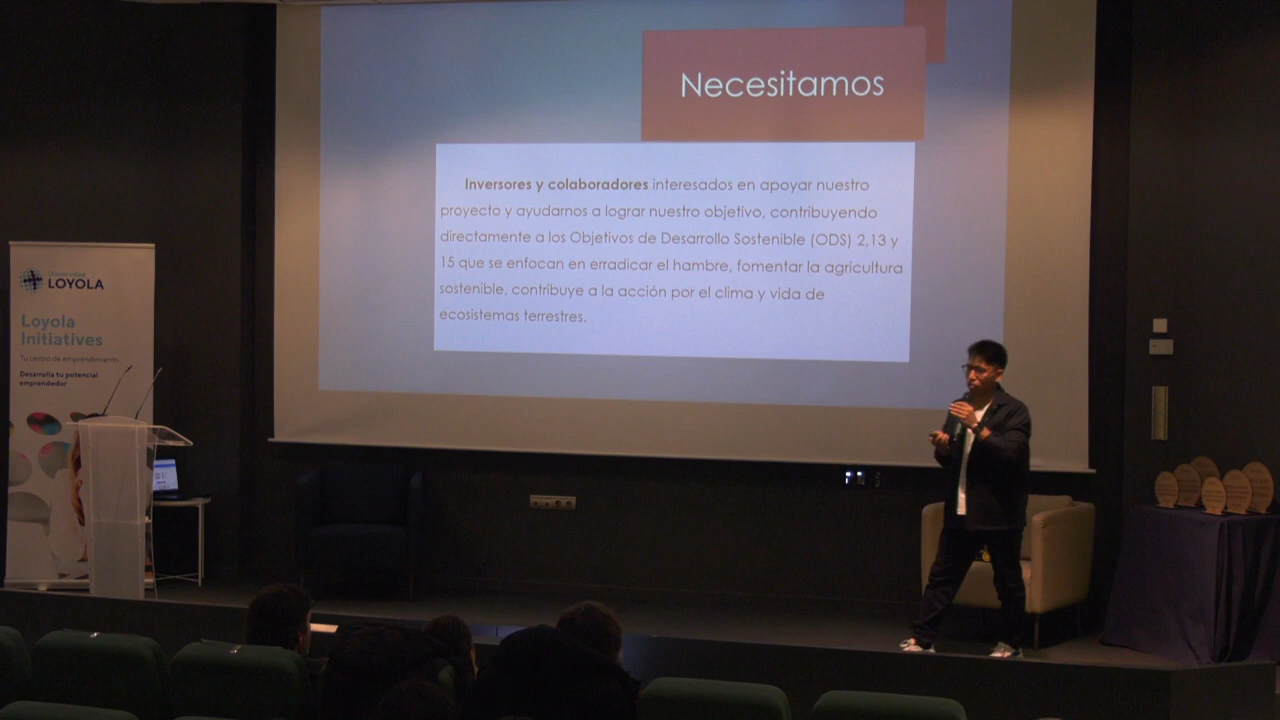 Necesitamos
Inversores y colaboradores interesados en apoyar nuestro
proyecto y ayudarnos a lograr nuestro objetivo, contribuyendo
directamente a los Objetivos de Desarrollo Sostenible (ODS) 2,13 y
15 que se enfocan en erradicar el hambre, fomentar la agricultura
sostenible, contribuye a la acción por el clima y vida de
ecosistemas terrestres.
Universidad
LOYOLA
Loyola
Initiatives
Tu centro de emprendimiento
Desarrolla tu potencial
emprendedor